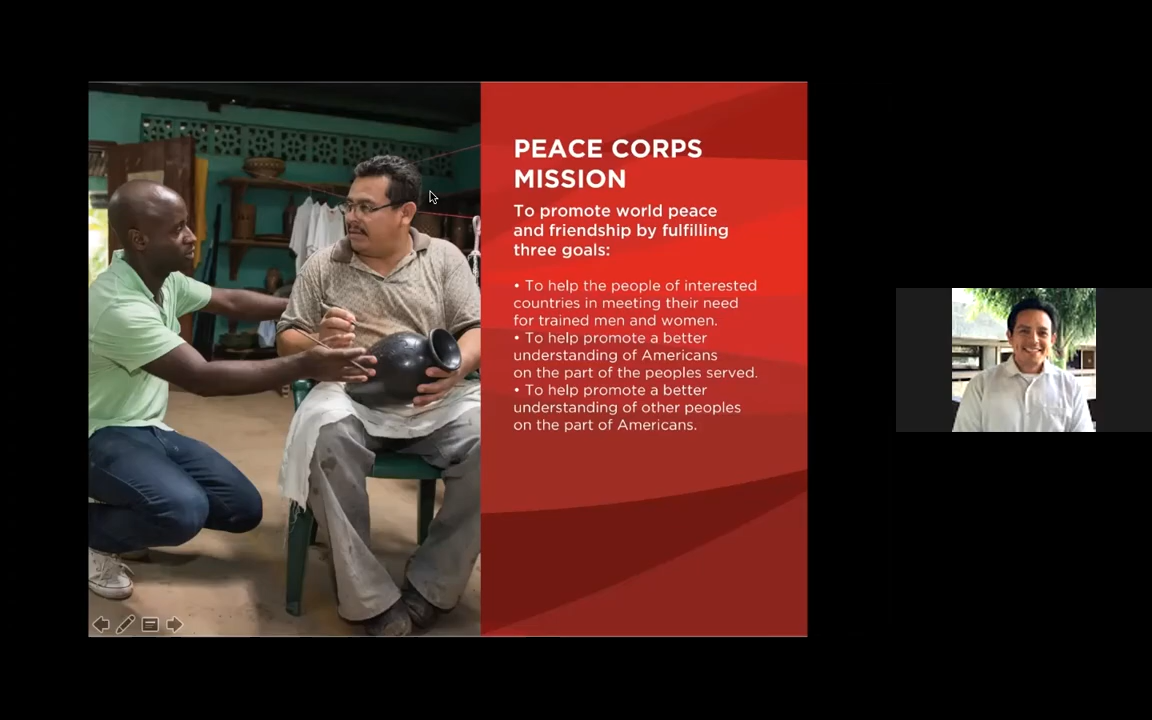 PEACE CORPS
MISSION
To promote world peace
and friendship by fulfilling
three goals:
• To help the people of interested
countries in meeting their need
for trained men and women.
• To help promote a better
understanding of Americans
on the part of the peoples served.
• To help promote a better
understanding of other peoples
on the part of Americans.